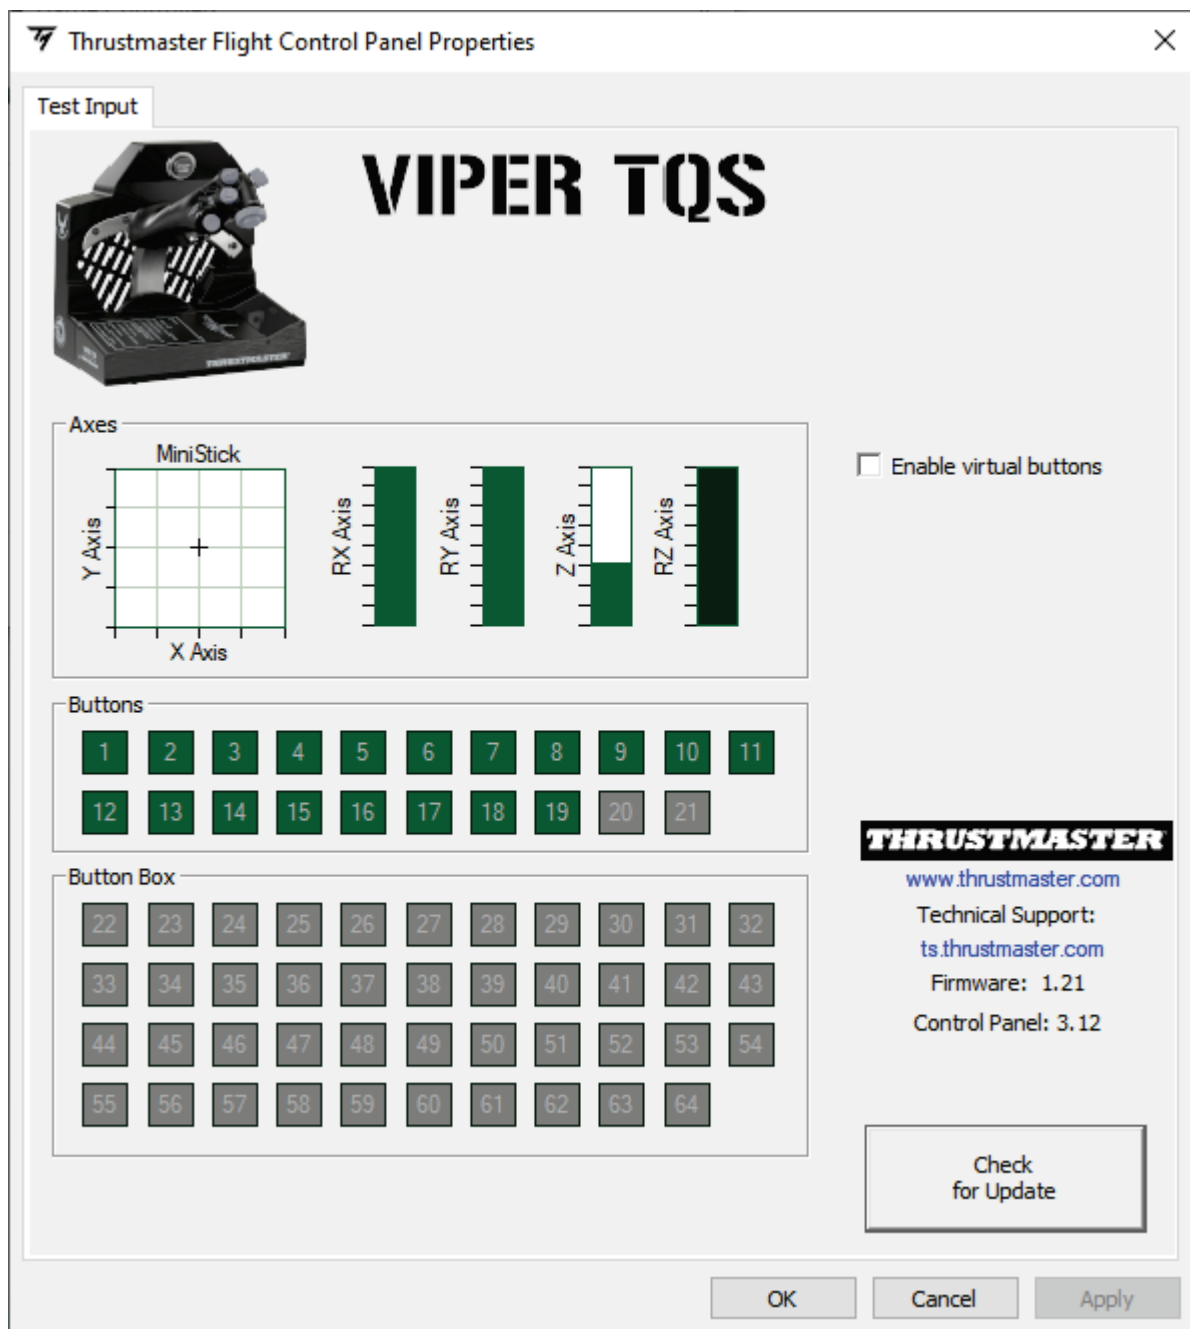 Thrustmaster Flight Control Panel Properties
Test Input
VIPER TQS
THRUSTMASTER
Axes
MiniStick
Y Axis
X Axis
RX Axis
RY Axis
Z Axis
RZ Axis
Enable virtual buttons
Buttons
1 2 3 4 5 6 7 8 9 10 11
12 13 14 15 16 17 18 19 20 21
Button Box
22 23 24 25 26 27 28 29 30 31 32
33 34 35 36 37 38 39 40 41 42 43
44 45 46 47 48 49 50 51 52 53 54
55 56 57 58 59 60 61 62 63 64
THRUSTMASTER
www.thrustmaster.com
Technical Support:
ts.thrustmaster.com
Firmware: 1.21
Control Panel: 3.12
Check
for Update
OK Cancel Apply